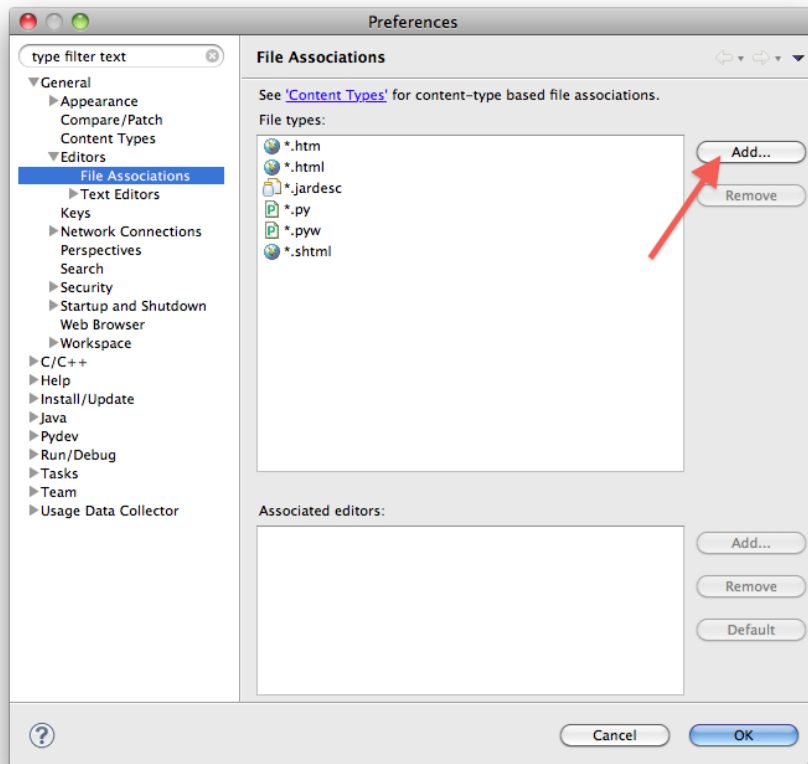 Preferences
type filter text
General
Appearance
Compare/Patch
Content Types
Editors
File Associations
Text Editors
Keys
Network Connections
Perspectives
Search
Security
Startup and Shutdown
Web Browser
Workspace
C/C++
Help
Install/Update
Java
Pydev
Run/Debug
Tasks
Team
Usage Data Collector
File Associations
See 'Content Types' for content-type based file associations.
File types:
*.htm
*.html
*.jardesc
*.py
*.pyw
*.shtml
Add...
Remove
Associated editors:
Add...
Remove
Default
?
Cancel
OK